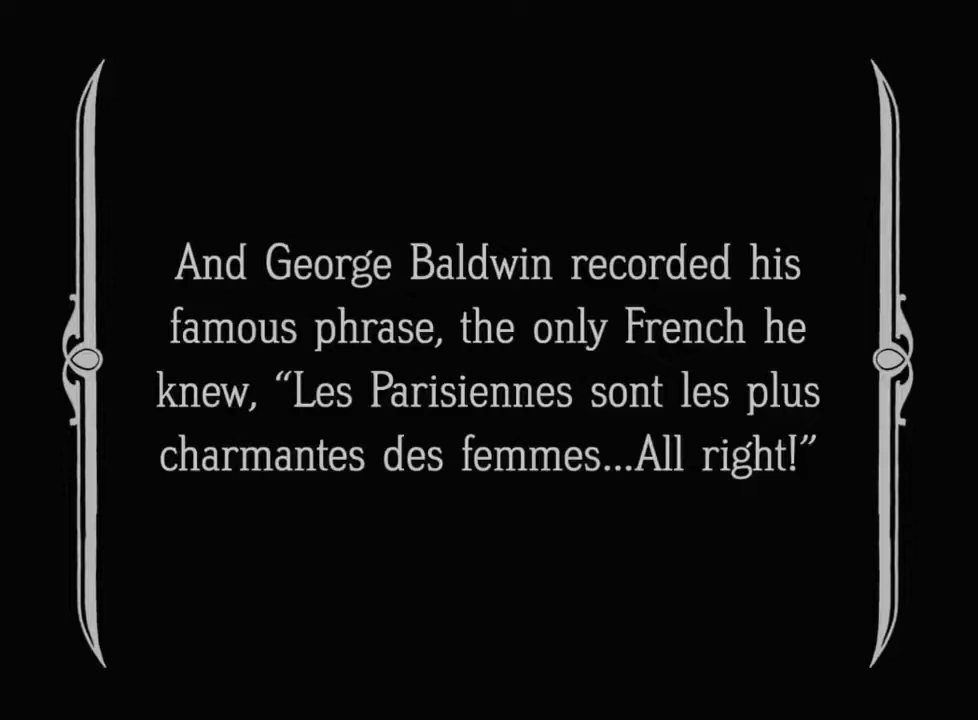 And George Baldwin recorded his
famous phrase, the only French he
knew, “Les Parisiennes sont les plus
charmantes des femmes...All right!”